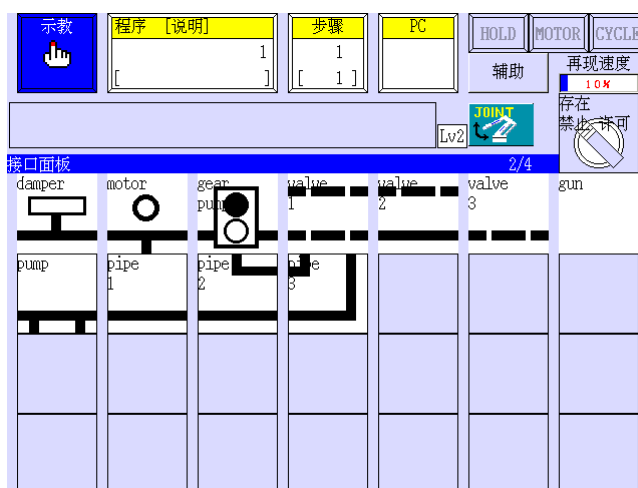 示教
程序 [说明]
步骤
PC
HOLD
MOTOR
CYCLE
1
1
[ ]
[ 1 ]
辅助
再现速度
10%
存在
禁止 许可
JOINT
Lv2
接口面板
2/4
damper
motor
gear
pump
valve
1
valve
2
valve
3
gun
pump
pipe
1
pipe
2
pipe
3